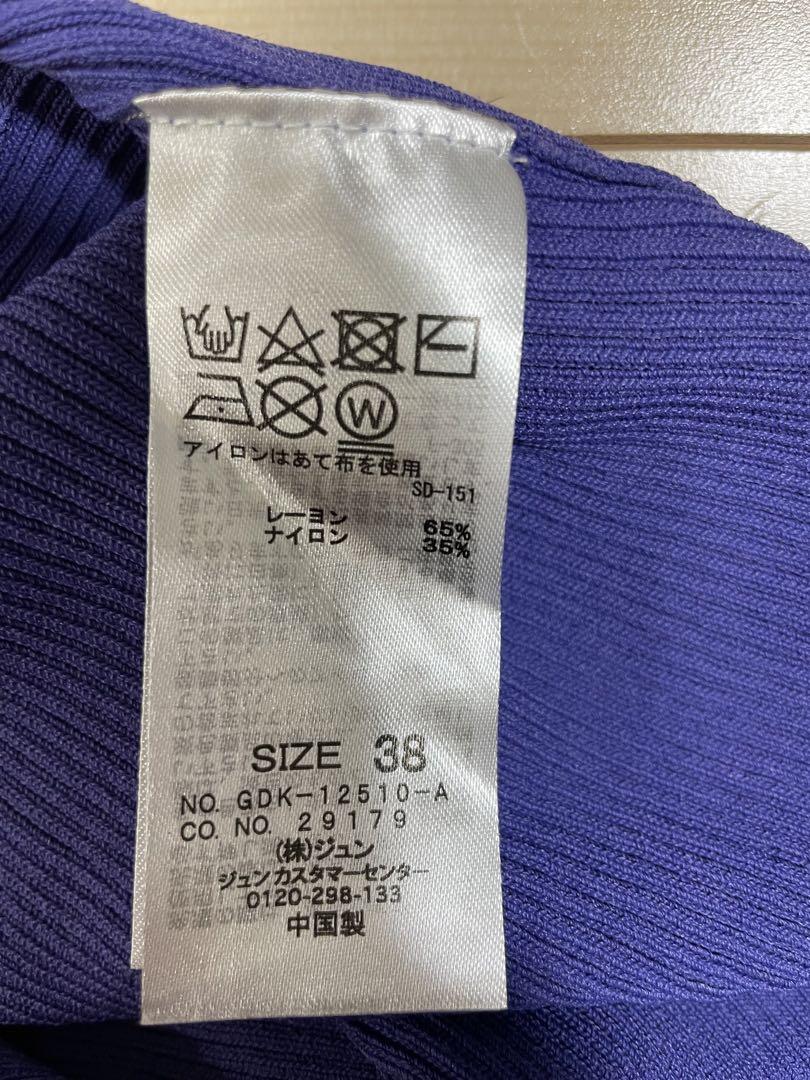 W
アイロンはあて布を使用
SD-151
レーヨン 65%
ナイロン 35%
SIZE 38
NO. GDK-12510-A
CO. NO. 29179
(株)ジュン
ジュンカスタマーセンター
0120-298-133
中国製